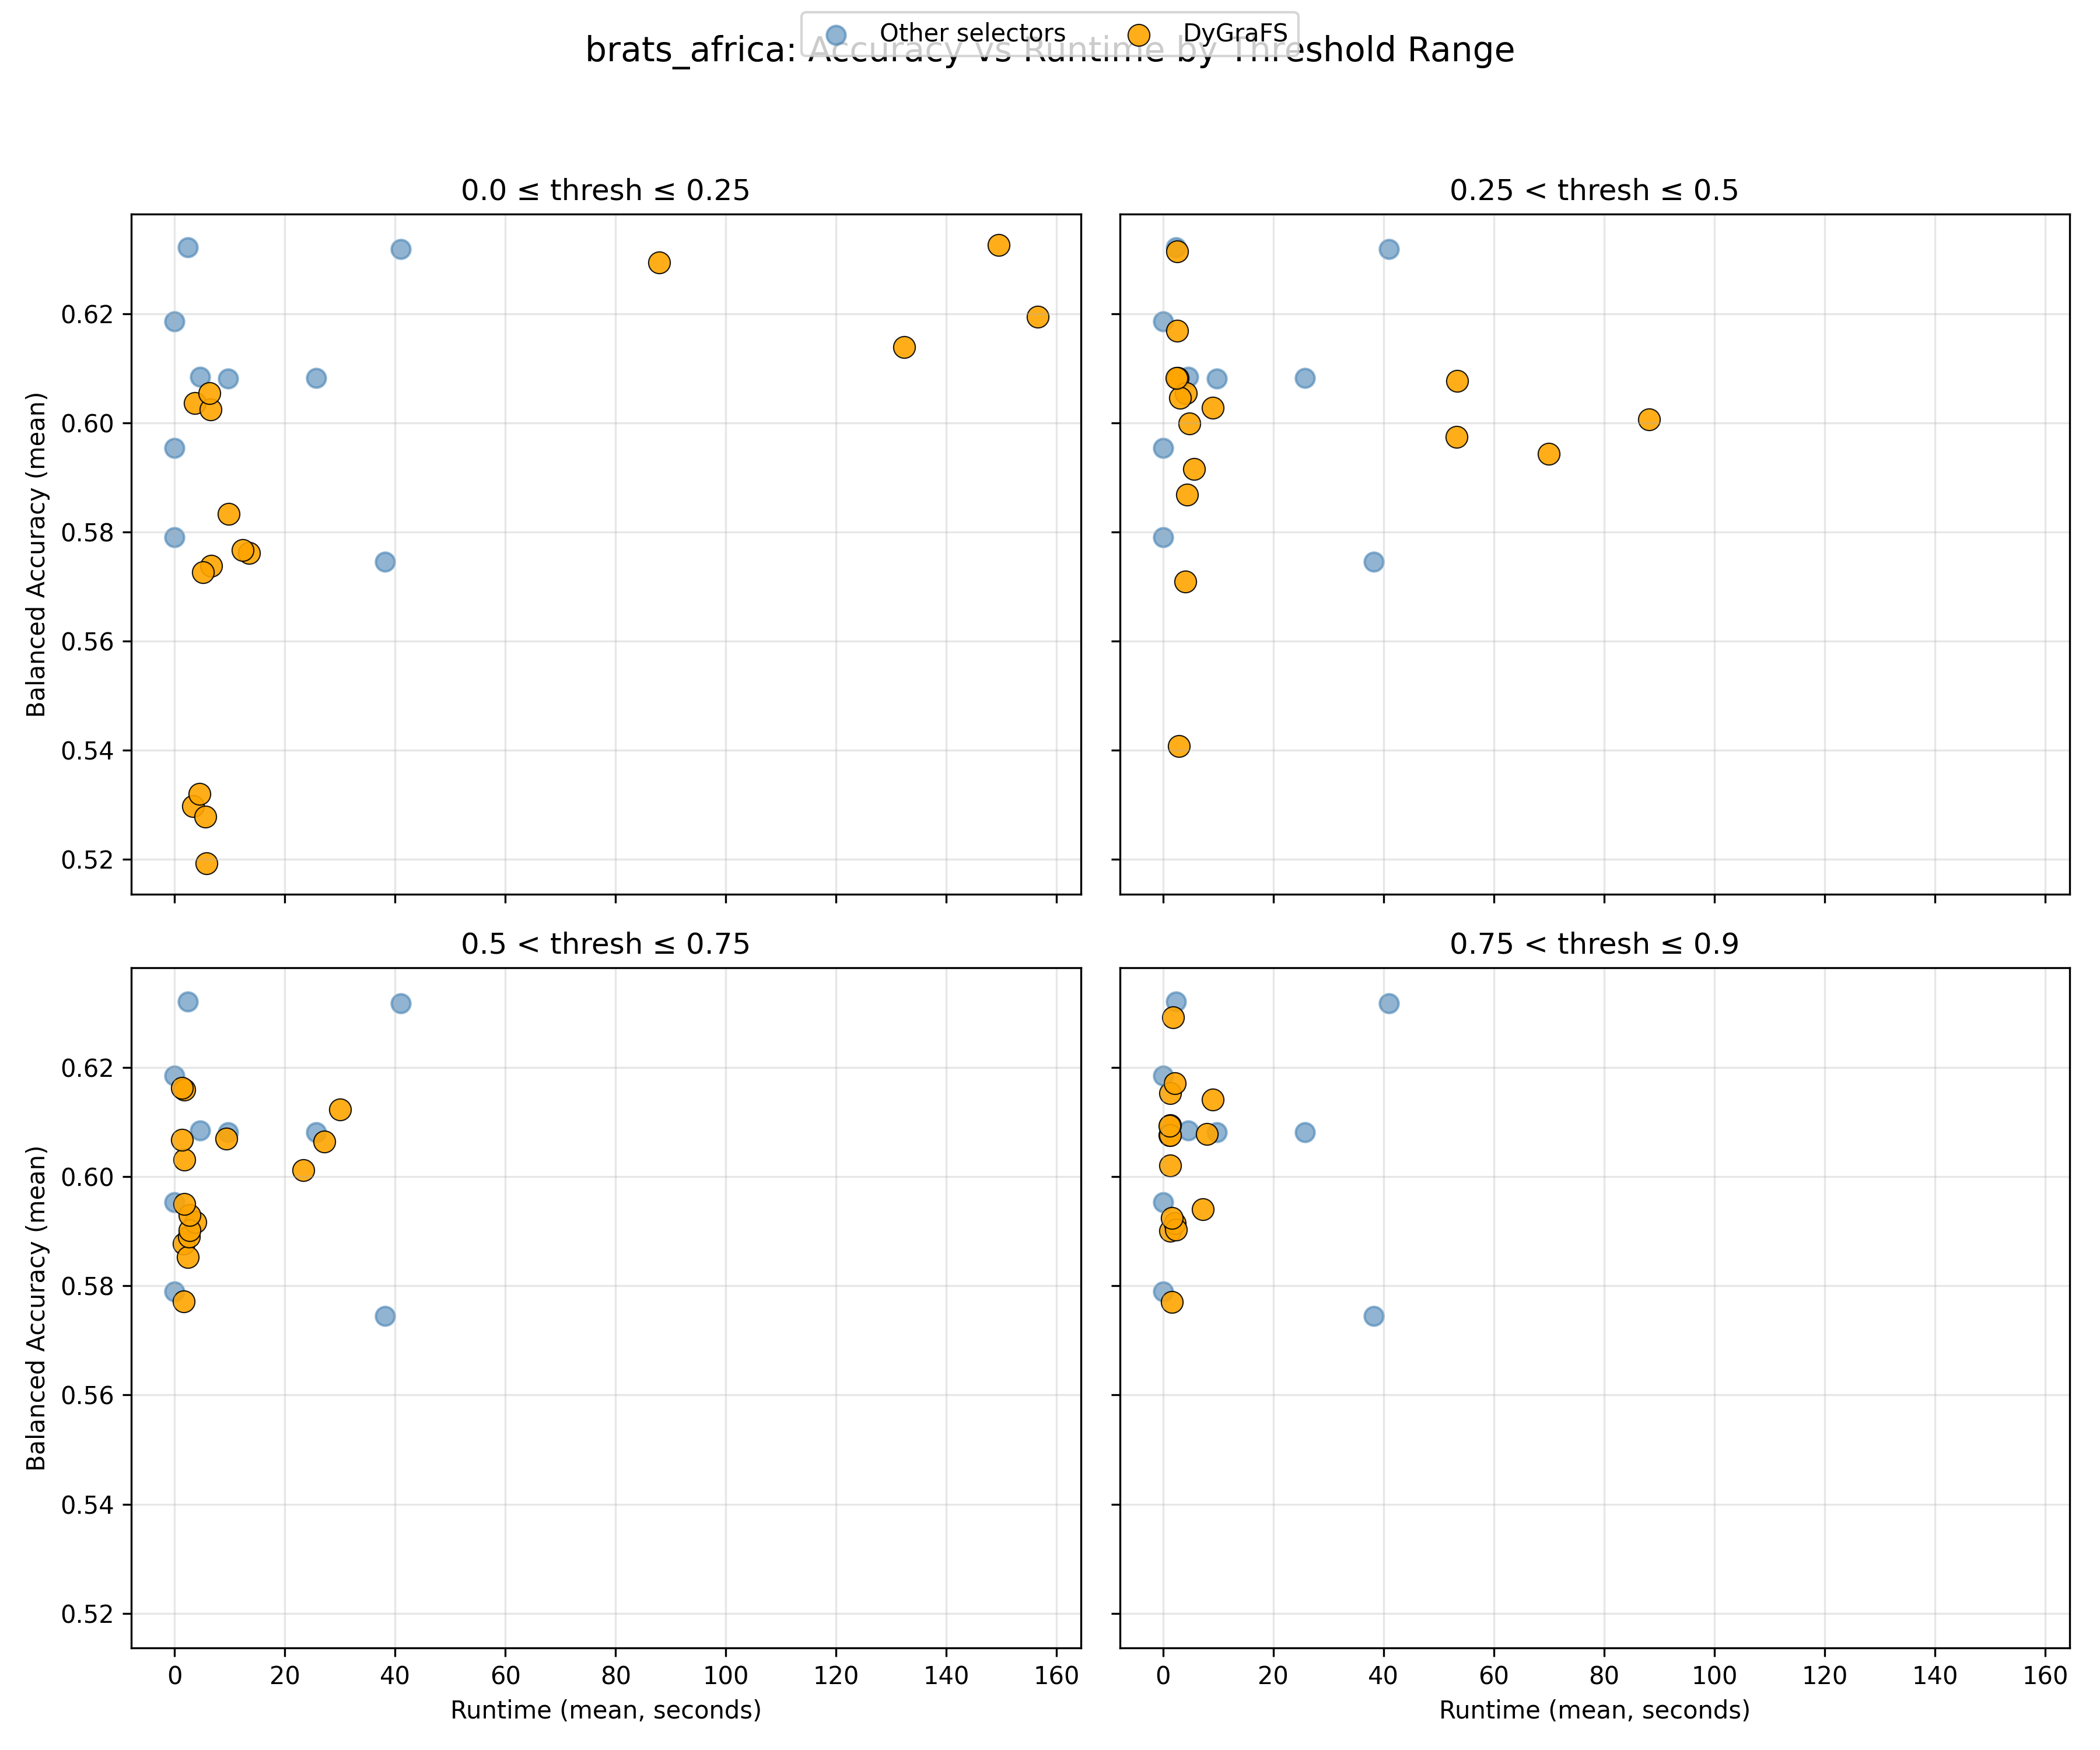 Other selectors DyGraFS
brats_africa: Accuracy vs Runtime by Threshold Range
0.0 ≤ thresh ≤ 0.25
0.25 < thresh ≤ 0.5
Balanced Accuracy (mean)
0.62
0.60
0.58
0.56
0.54
0.52
0.5 < thresh ≤ 0.75
0.75 < thresh ≤ 0.9
Balanced Accuracy (mean)
0.62
0.60
0.58
0.56
0.54
0.52
0 20 40 60 80 100 120 140 160
0 20 40 60 80 100 120 140 160
Runtime (mean, seconds)
Runtime (mean, seconds)